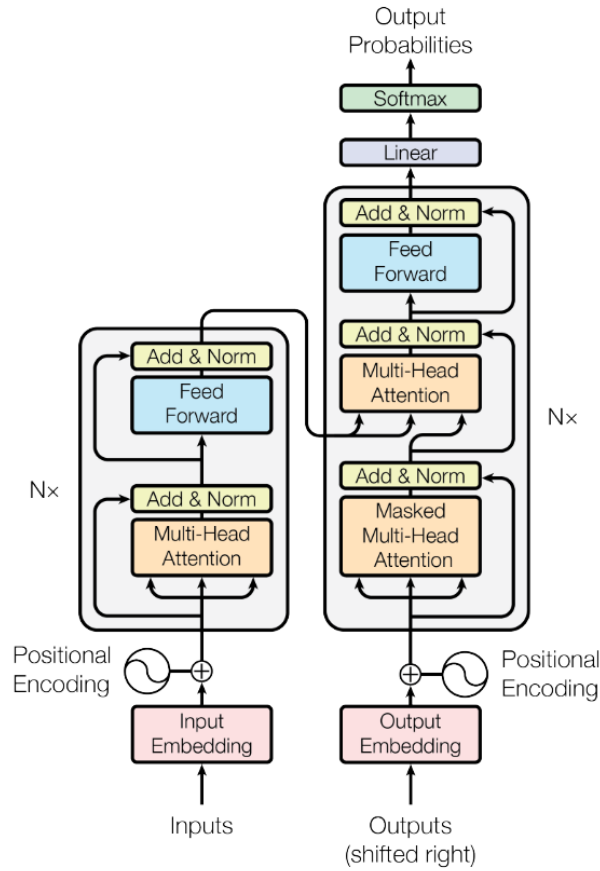 Output
Probabilities
Softmax
Linear
Add & Norm
Feed
Forward
Add & Norm
Multi-Head
Attention
Add & Norm
Masked
Multi-Head
Attention
N×
Add & Norm
Feed
Forward
Add & Norm
Multi-Head
Attention
N×
Positional
Encoding
Positional
Encoding
Input
Embedding
Output
Embedding
Inputs
Outputs
(shifted right)